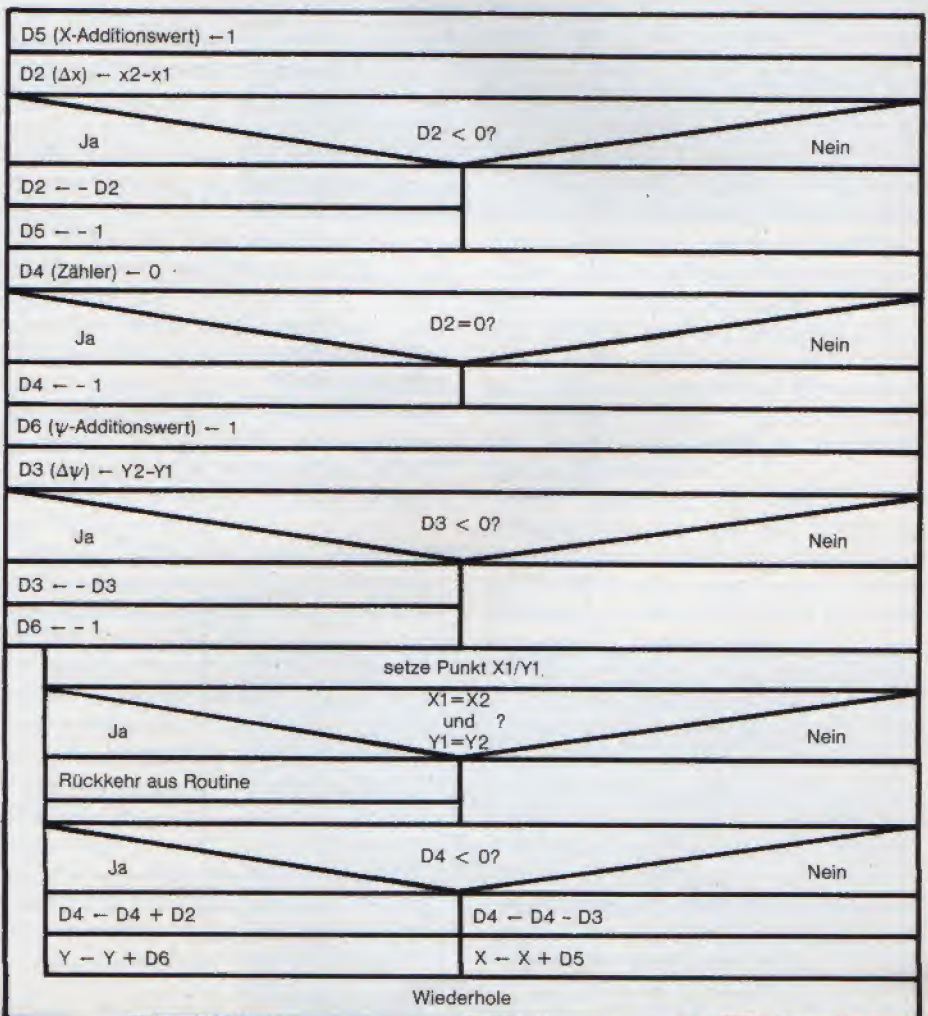 D5 (X-Additionswert) ←1
D2 (Δx) ← x2-x1
D2 < 0?
Ja
Nein
D2 ← - D2
D5 ← - 1
D4 (Zähler) ← 0
D2=0?
Ja
Nein
D4 ← - 1
D6 (ψ-Additionswert) ← 1
D3 (Δψ) ← Y2-Y1
D3 < 0?
Ja
Nein
D3 ← - D3
D6 ← - 1
setze Punkt X1/Y1
X1=X2
und ?
Y1=Y2
Ja
Nein
Rückkehr aus Routine
D4 < 0?
Ja
Nein
D4 ← D4 + D2
D4 ← D4 - D3
Y ← Y + D6
X ← X + D5
Wiederhole